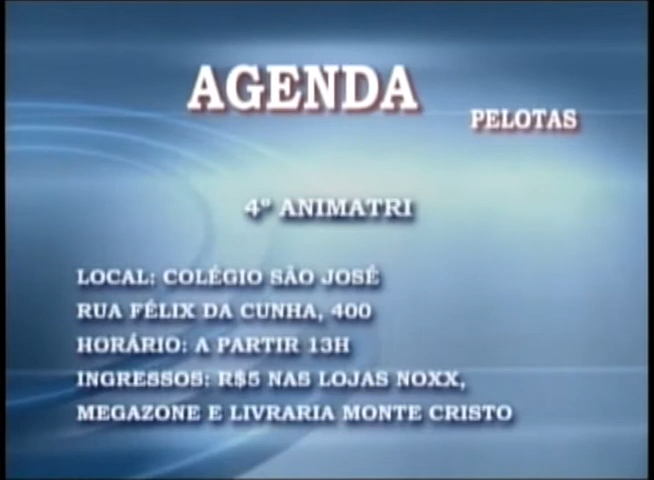 AGENDA
PELOTAS
4º ANIMATRI
LOCAL: COLÉGIO SÃO JOSÉ
RUA FÉLIX DA CUNHA, 400
HORÁRIO: A PARTIR 13H
INGRESSOS: R$5 NAS LOJAS NOXX,
MEGAZONE E LIVRARIA MONTE CRISTO